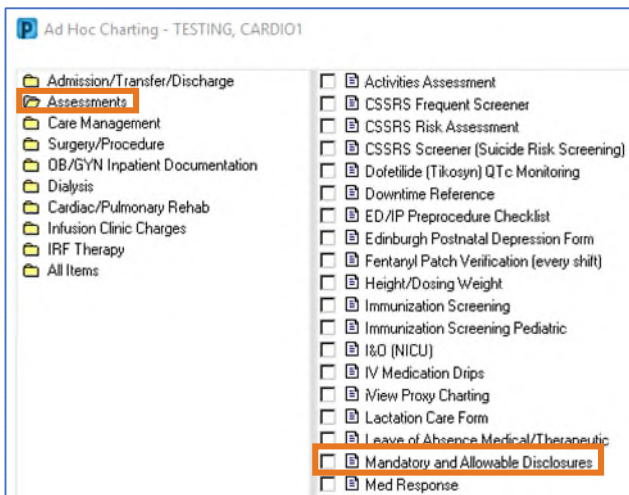 P Ad Hoc Charting - TESTING, CARDIO1
Admission/Transfer/Discharge
Assessments
Care Management
Surgery/Procedure
OB/GYN Inpatient Documentation
Dialysis
Cardiac/Pulmonary Rehab
Infusion Clinic Charges
IRF Therapy
All Items
Activities Assessment
CSSRS Frequent Screener
CSSRS Risk Assessment
CSSRS Screener (Suicide Risk Screening)
Dofetilide (Tikosyn) QTc Monitoring
Downtime Reference
ED/IP Preprocedure Checklist
Edinburgh Postnatal Depression Form
Fentanyl Patch Verification (every shift)
Height/Dosing Weight
Immunization Screening
Immunization Screening Pediatric
I&O (NICU)
IV Medication Drips
iView Proxy Charting
Lactation Care Form
Leave of Absence Medical/Therapeutic
Mandatory and Allowable Disclosures
Med Response